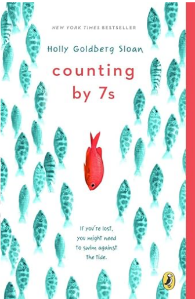 NEW YORK TIMES BESTSELLER
Holly Goldberg Sloan
counting
by 7s
If you're lost,
you might need
to swim against
the tide.